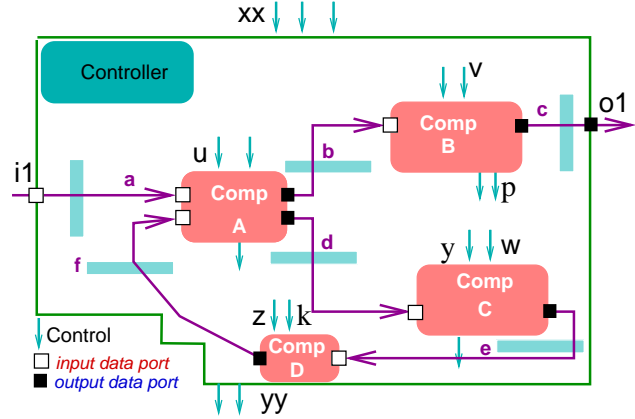 xx
Controller
v
c
o1
Comp
B
b
u
p
i1
a
Comp
A
d
y
w
f
Comp
C
z
k
Control
e
Comp
D
input data port
output data port
yy